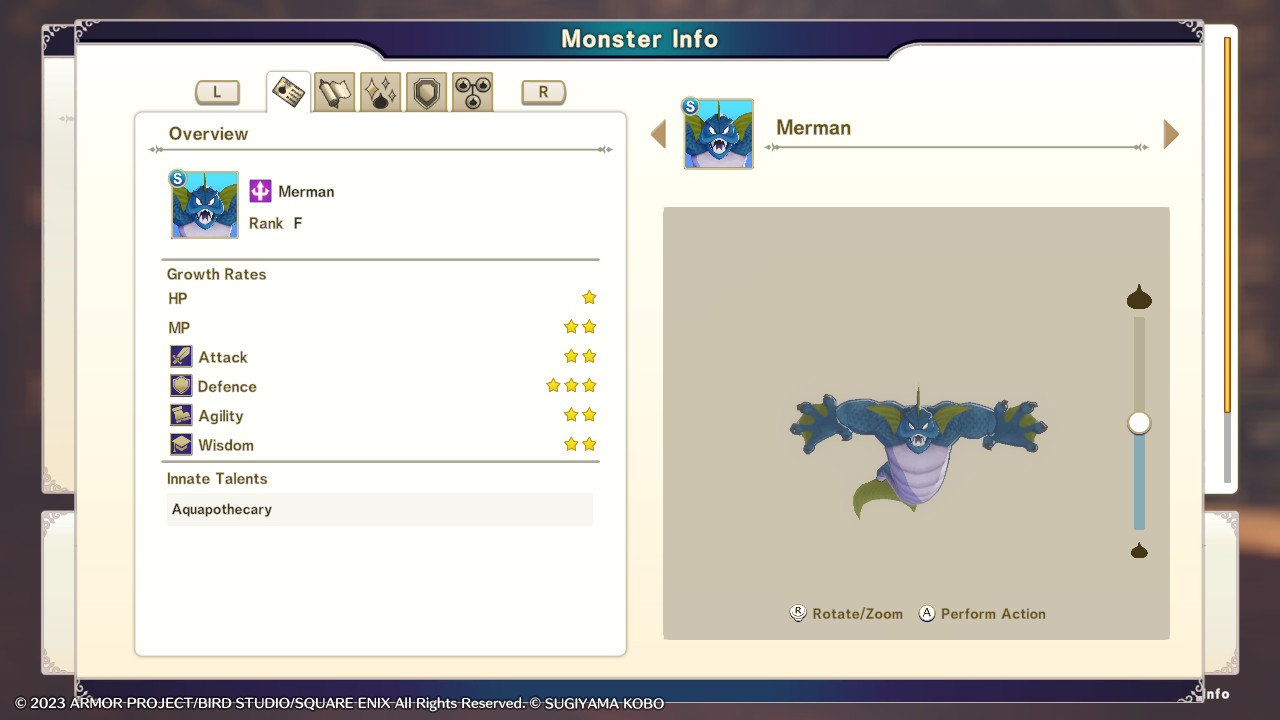 Monster Info
L
R
Overview
S
Merman
Rank F
Growth Rates
HP
MP
Attack
Defence
Agility
Wisdom
Innate Talents
Aquapothecary
S
Merman
R Rotate/Zoom A Perform Action
Info
© 2023 ARMOR PROJECT/BIRD STUDIO/SQUARE ENIX All Rights Reserved. © SUGIYAMA KOBO